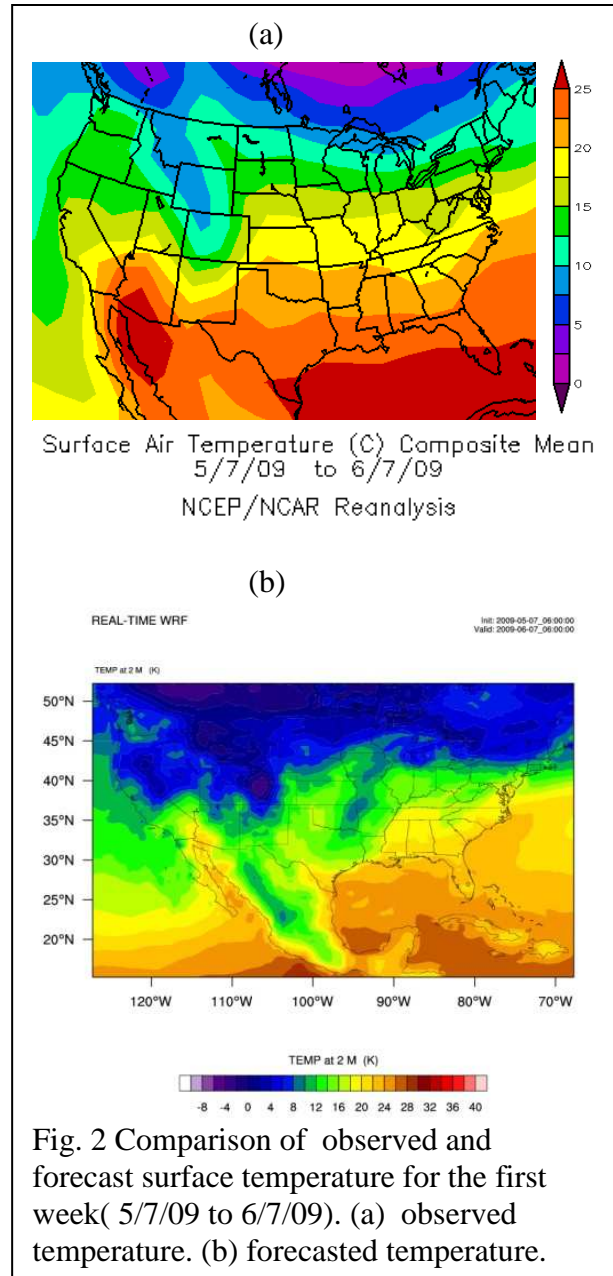 (a)
25
20
15
10
5
0
Surface Air Temperature (C) Composite Mean
5/7/09 to 6/7/09
NCEP/NCAR Reanalysis
(b)
REAL-TIME WRF
Init: 2009-05-07_06:00:00
Valid: 2009-06-07_06:00:00
TEMP at 2 M (K)
50°N
45°N
40°N
35°N
30°N
25°N
20°N
120°W 110°W 100°W 90°W 80°W 70°W
TEMP at 2 M (K)
-8 -4 0 4 8 12 16 20 24 28 32 36 40
Fig. 2 Comparison of observed and
forecast surface temperature for the first
week( 5/7/09 to 6/7/09). (a) observed
temperature. (b) forecasted temperature.